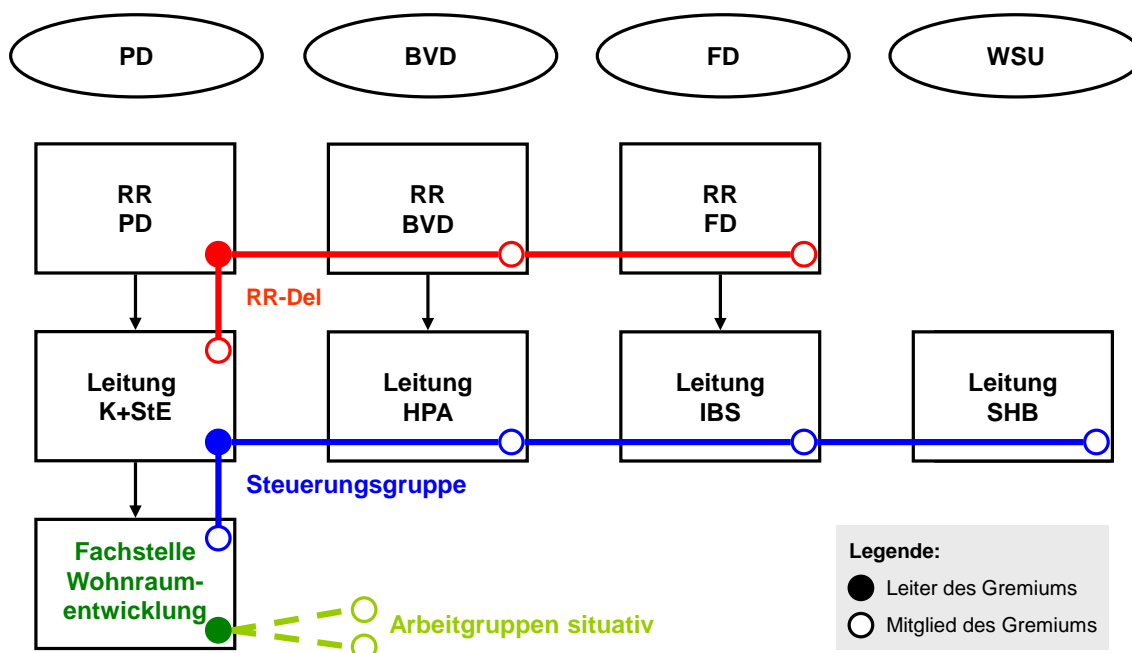 PD
BVD
FD
WSU
RR
PD
RR
BVD
RR
FD
RR-Del
Leitung
K+StE
Leitung
HPA
Leitung
IBS
Leitung
SHB
Steuerungsgruppe
Fachstelle
Wohnraum-
entwicklung
Arbeitgruppen situativ
Legende:
Leiter des Gremiums
Mitglied des Gremiums